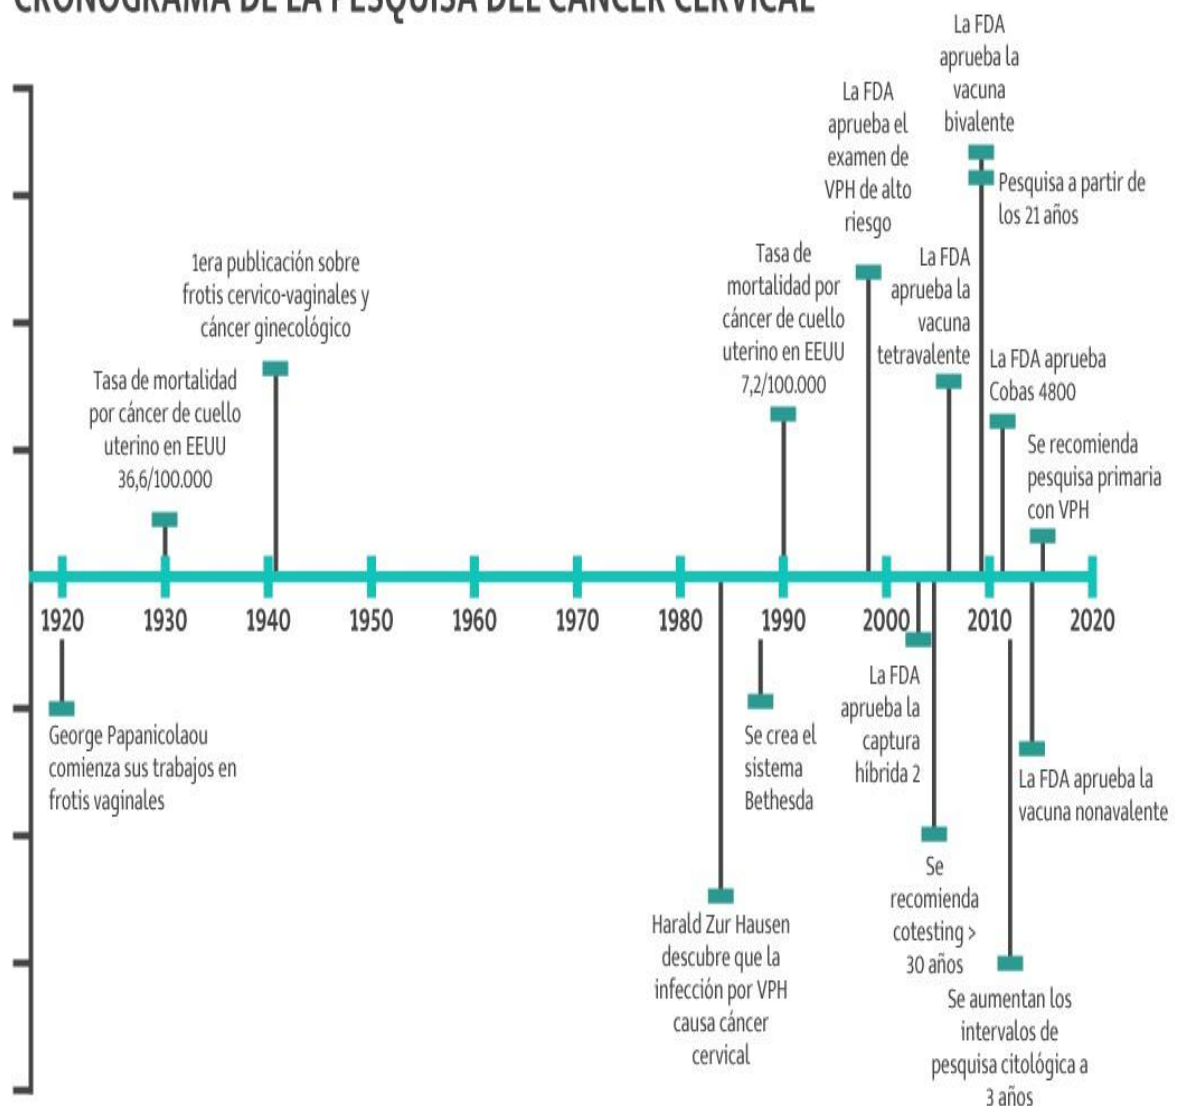 CRONOGRAMA DE LA PESQUISA DEL CÁNCER CERVICAL
La FDA
aprueba la
vacuna
bivalente
La FDA
aprueba el
examen de
VPH de alto
riesgo
Pesquisa a partir de
los 21 años
1era publicación sobre
frotis cervico-vaginales y
cáncer ginecológico
Tasa de
mortalidad por
cáncer de cuello
uterino en EEUU
7,2/100.000
La FDA
aprueba la
vacuna
tetravalente
Tasa de mortalidad
por cáncer de cuello
uterino en EEUU
36,6/100.000
La FDA aprueba
Cobas 4800
Se recomienda
pesquisa primaria
con VPH
1920 1930 1940 1950 1960 1970 1980 1990 2000 2010 2020
George Papanicolaou
comienza sus trabajos en
frotis vaginales
Harald Zur Hausen
descubre que la
infección por VPH
causa cáncer
cervical
Se crea el
sistema
Bethesda
La FDA
aprueba la
captura
híbrida 2
Se
recomienda
cotesting >
30 años
Se aumentan los
intervalos de
pesquisa citológica a
3 años
La FDA aprueba la
vacuna nonavalente